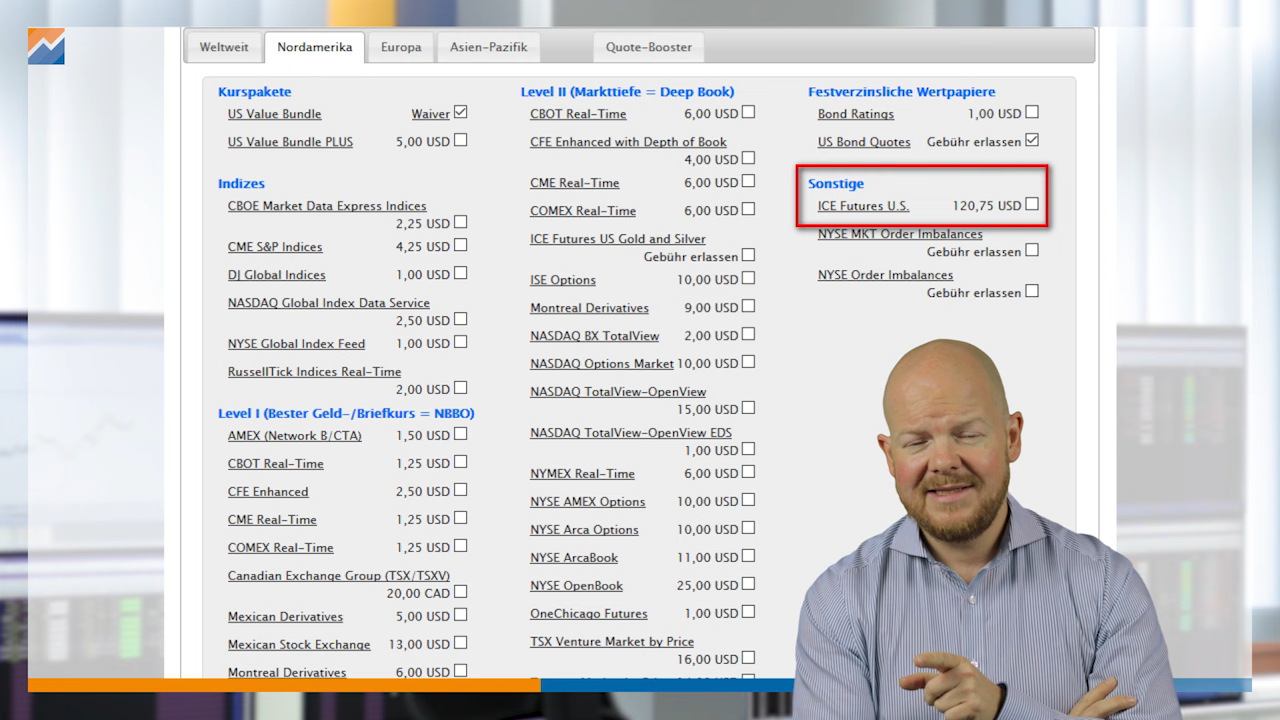 Weltweit
Nordamerika
Europa
Asien-Pazifik
Quote-Booster
Kurspakete
US Value Bundle Waiver
US Value Bundle PLUS 5,00 USD
Indizes
CBOE Market Data Express Indices
2,25 USD
CME S&P Indices 4,25 USD
DJ Global Indices 1,00 USD
NASDAQ Global Index Data Service
2,50 USD
NYSE Global Index Feed 1,00 USD
RussellTick Indices Real-Time
2,00 USD
Level I (Bester Geld-/Briefkurs = NBBO)
AMEX (Network B/CTA) 1,50 USD
CBOT Real-Time 1,25 USD
CFE Enhanced 2,50 USD
CME Real-Time 1,25 USD
COMEX Real-Time 1,25 USD
Canadian Exchange Group (TSX/TSXV)
20,00 CAD
Mexican Derivatives 5,00 USD
Mexican Stock Exchange 13,00 USD
Montreal Derivatives 6,00 USD
Level II (Markttiefe = Deep Book)
CBOT Real-Time 6,00 USD
CFE Enhanced with Depth of Book
4,00 USD
CME Real-Time 6,00 USD
COMEX Real-Time 6,00 USD
ICE Futures US Gold and Silver
Gebühr erlassen
ISE Options 10,00 USD
Montreal Derivatives 9,00 USD
NASDAQ BX TotalView 2,00 USD
NASDAQ Options Market 10,00 USD
NASDAQ TotalView-OpenView
15,00 USD
NASDAQ TotalView-OpenView EDS
1,00 USD
NYMEX Real-Time 6,00 USD
NYSE AMEX Options 10,00 USD
NYSE Arca Options 10,00 USD
NYSE ArcaBook 11,00 USD
NYSE OpenBook 25,00 USD
OneChicago Futures 1,00 USD
TSX Venture Market by Price
16,00 USD
Festverzinsliche Wertpapiere
Bond Ratings 1,00 USD
US Bond Quotes Gebühr erlassen
Sonstige
ICE Futures U.S. 120,75 USD
NYSE MKT Order Imbalances
Gebühr erlassen
NYSE Order Imbalances
Gebühr erlassen